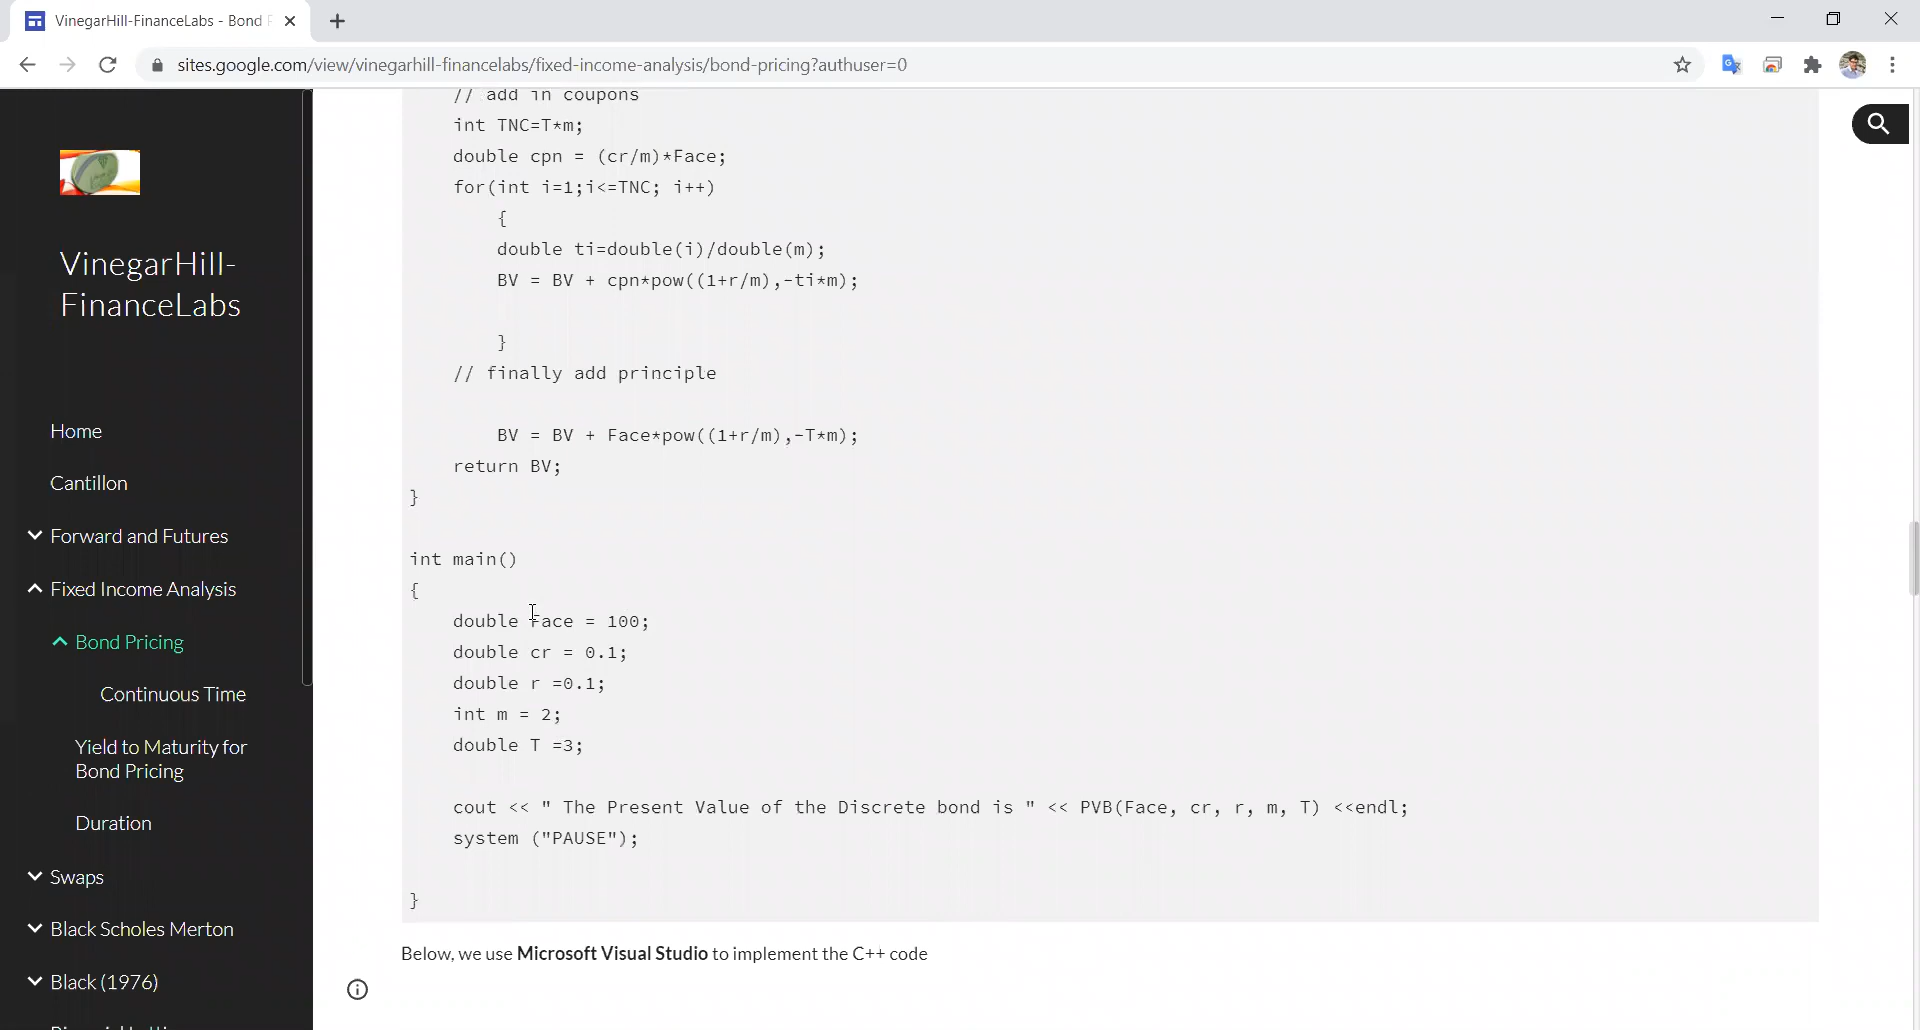 VinegarHill-FinanceLabs - Bond F
sites.google.com/view/vinegarhill-financelabs/fixed-income-analysis/bond-pricing?authuser=0
VinegarHill-
FinanceLabs
Home
Cantillon
Forward and Futures
Fixed Income Analysis
Bond Pricing
Continuous Time
Yield to Maturity for
Bond Pricing
Duration
Swaps
Black Scholes Merton
Black (1976)
// add in coupons
int TNC=T*m;
double cpn = (cr/m)*Face;
for(int i=1;i<=TNC; i++)
{
double ti=double(i)/double(m);
BV = BV + cpn*pow((1+r/m),-ti*m);
}
// finally add principle
BV = BV + Face*pow((1+r/m),-T*m);
return BV;
}
int main()
{
double Face = 100;
double cr = 0.1;
double r =0.1;
int m = 2;
double T =3;
cout << " The Present Value of the Discrete bond is " << PVB(Face, cr, r, m, T) <<endl;
system ("PAUSE");
}
Below, we use Microsoft Visual Studio to implement the C++ code